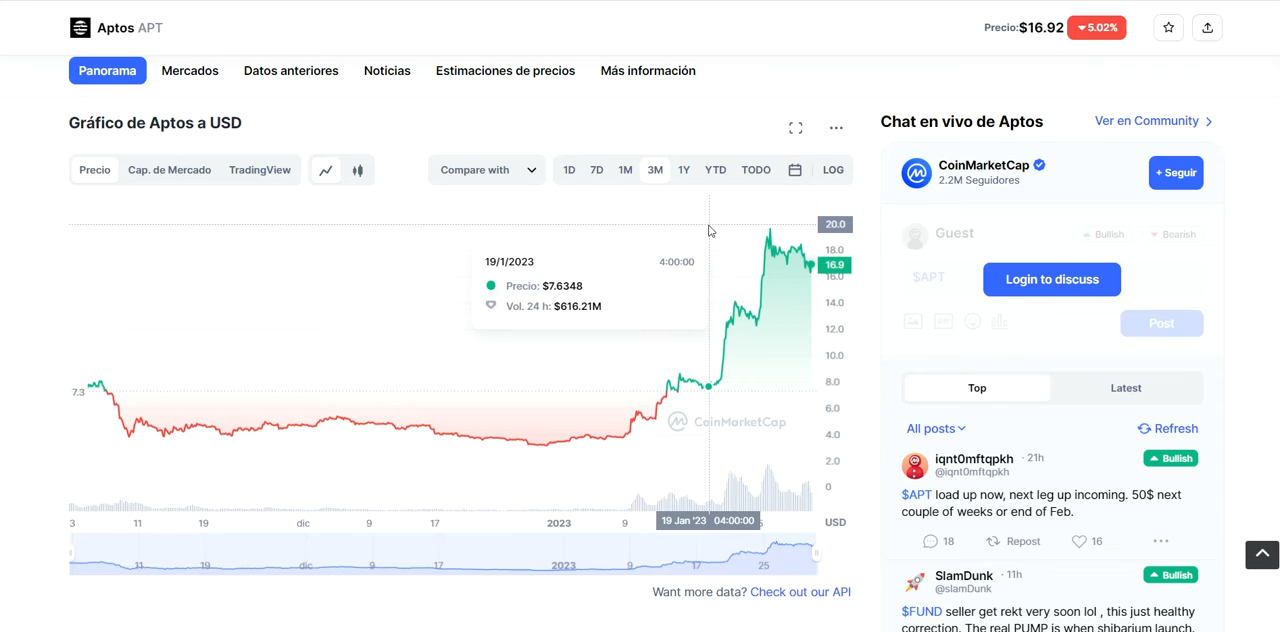 Aptos APT
Precio:$16.92 5.02%
Panorama Mercados Datos anteriores Noticias Estimaciones de precios Más información
Gráfico de Aptos a USD
Precio Cap. de Mercado TradingView Compare with 1D 7D 1M 3M 1Y YTD TODO LOG
20.0
18.0
16.9
16.0
14.0
12.0
10.0
8.0
6.0
4.0
2.0
0
19/1/2023 4:00:00
Precio: $7.6348
Vol. 24 h: $616.21M
7.3
CoinMarketCap
3 11 19 dic 9 17 2023 9 19 Jan '23 04:00:00 USD
11 19 dic 9 17 2023 9 17 25
Want more data? Check out our API
Chat en vivo de Aptos Ver en Community
CoinMarketCap
2.2M Seguidores
+ Seguir
Guest Bullish Bearish
$APT
Login to discuss
Post
Top Latest
All posts Refresh
iqnt0mftqpkh · 21h Bullish
@iqnt0mftqpkh
$APT load up now, next leg up incoming. 50$ next
couple of weeks or end of Feb.
18 Repost 16
SlamDunk · 11h Bullish
@slamDunk
$FUND seller get rekt very soon lol , this just healthy
correction. The real PUMP is when shibarium launch.